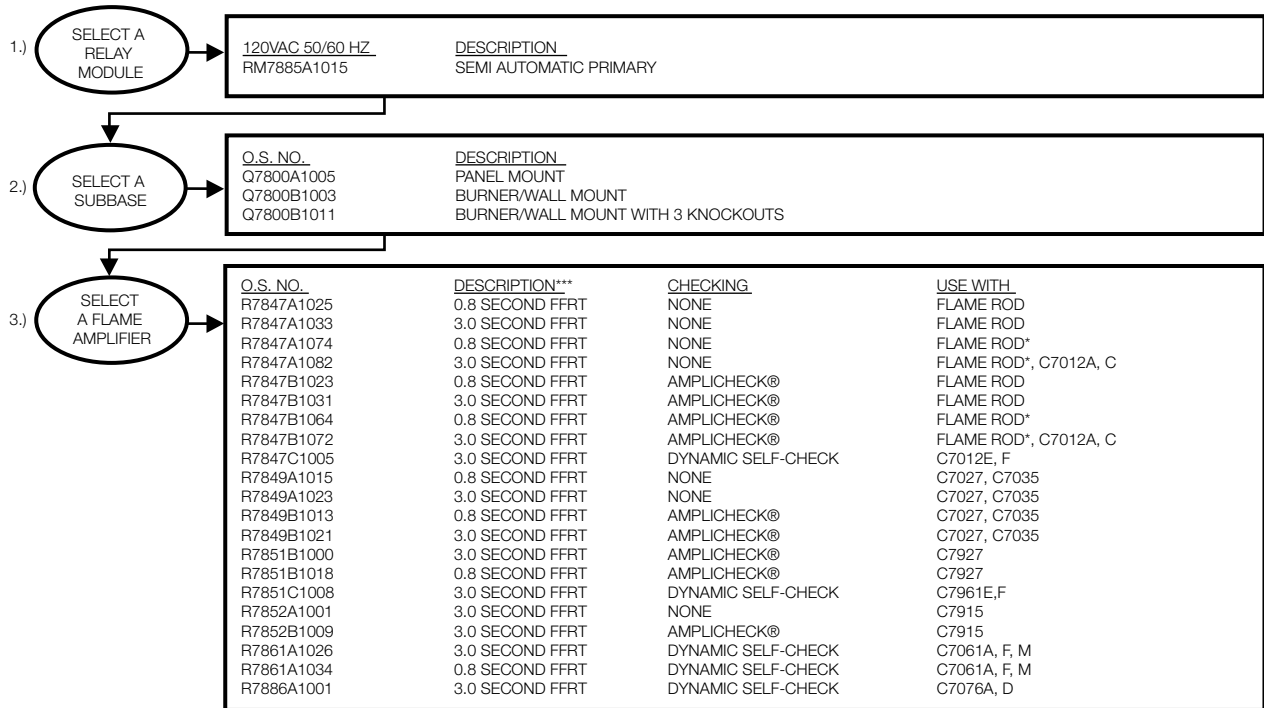 1.) SELECT A RELAY MODULE
120VAC 50/60 HZ DESCRIPTION
RM7885A1015 SEMI AUTOMATIC PRIMARY
2.) SELECT A SUBBASE
O.S. NO. DESCRIPTION
Q7800A1005 PANEL MOUNT
Q7800B1003 BURNER/WALL MOUNT
Q7800B1011 BURNER/WALL MOUNT WITH 3 KNOCKOUTS
3.) SELECT A FLAME AMPLIFIER
O.S. NO. DESCRIPTION*** CHECKING USE WITH
R7847A1025 0.8 SECOND FFRT NONE FLAME ROD
R7847A1033 3.0 SECOND FFRT NONE FLAME ROD
R7847A1074 0.8 SECOND FFRT NONE FLAME ROD*
R7847A1082 3.0 SECOND FFRT NONE FLAME ROD*, C7012A, C
R7847B1023 0.8 SECOND FFRT AMPLICHECK® FLAME ROD
R7847B1031 3.0 SECOND FFRT AMPLICHECK® FLAME ROD
R7847B1064 0.8 SECOND FFRT AMPLICHECK® FLAME ROD*
R7847B1072 3.0 SECOND FFRT AMPLICHECK® FLAME ROD*, C7012A, C
R7847C1005 3.0 SECOND FFRT DYNAMIC SELF-CHECK C7012E, F
R7849A1015 0.8 SECOND FFRT NONE C7027, C7035
R7849A1023 3.0 SECOND FFRT NONE C7027, C7035
R7849B1013 0.8 SECOND FFRT AMPLICHECK® C7027, C7035
R7849B1021 3.0 SECOND FFRT AMPLICHECK® C7027, C7035
R7851B1000 3.0 SECOND FFRT AMPLICHECK® C7927
R7851B1018 0.8 SECOND FFRT AMPLICHECK® C7927
R7851C1008 3.0 SECOND FFRT DYNAMIC SELF-CHECK C7961E,F
R7852A1001 3.0 SECOND FFRT NONE C7915
R7852B1009 3.0 SECOND FFRT AMPLICHECK® C7915
R7861A1026 3.0 SECOND FFRT DYNAMIC SELF-CHECK C7061A, F, M
R7861A1034 0.8 SECOND FFRT DYNAMIC SELF-CHECK C7061A, F, M
R7886A1001 3.0 SECOND FFRT DYNAMIC SELF-CHECK C7076A, D